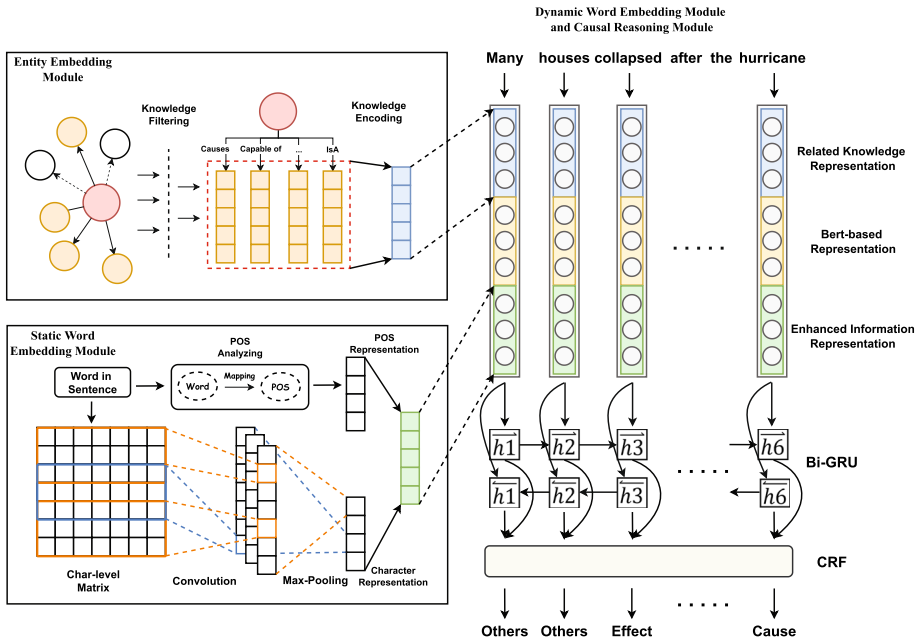 Dynamic Word Embedding Module
and Causal Reasoning Module
Many houses collapsed after the hurricane
Entity Embedding
Module
Knowledge
Filtering
Knowledge
Encoding
Causes Capable of ... IsA
Related Knowledge
Representation
Bert-based
Representation
Enhanced Information
Representation
Static Word
Embedding Module
POS
Analyzing
POS
Representation
Word in
Sentence
Word Mapping POS
Char-level
Matrix
Convolution
Max-Pooling
Character
Representation
h1 h2 h3 h6
h1 h2 h3 h6
Bi-GRU
CRF
Others Others Effect Cause